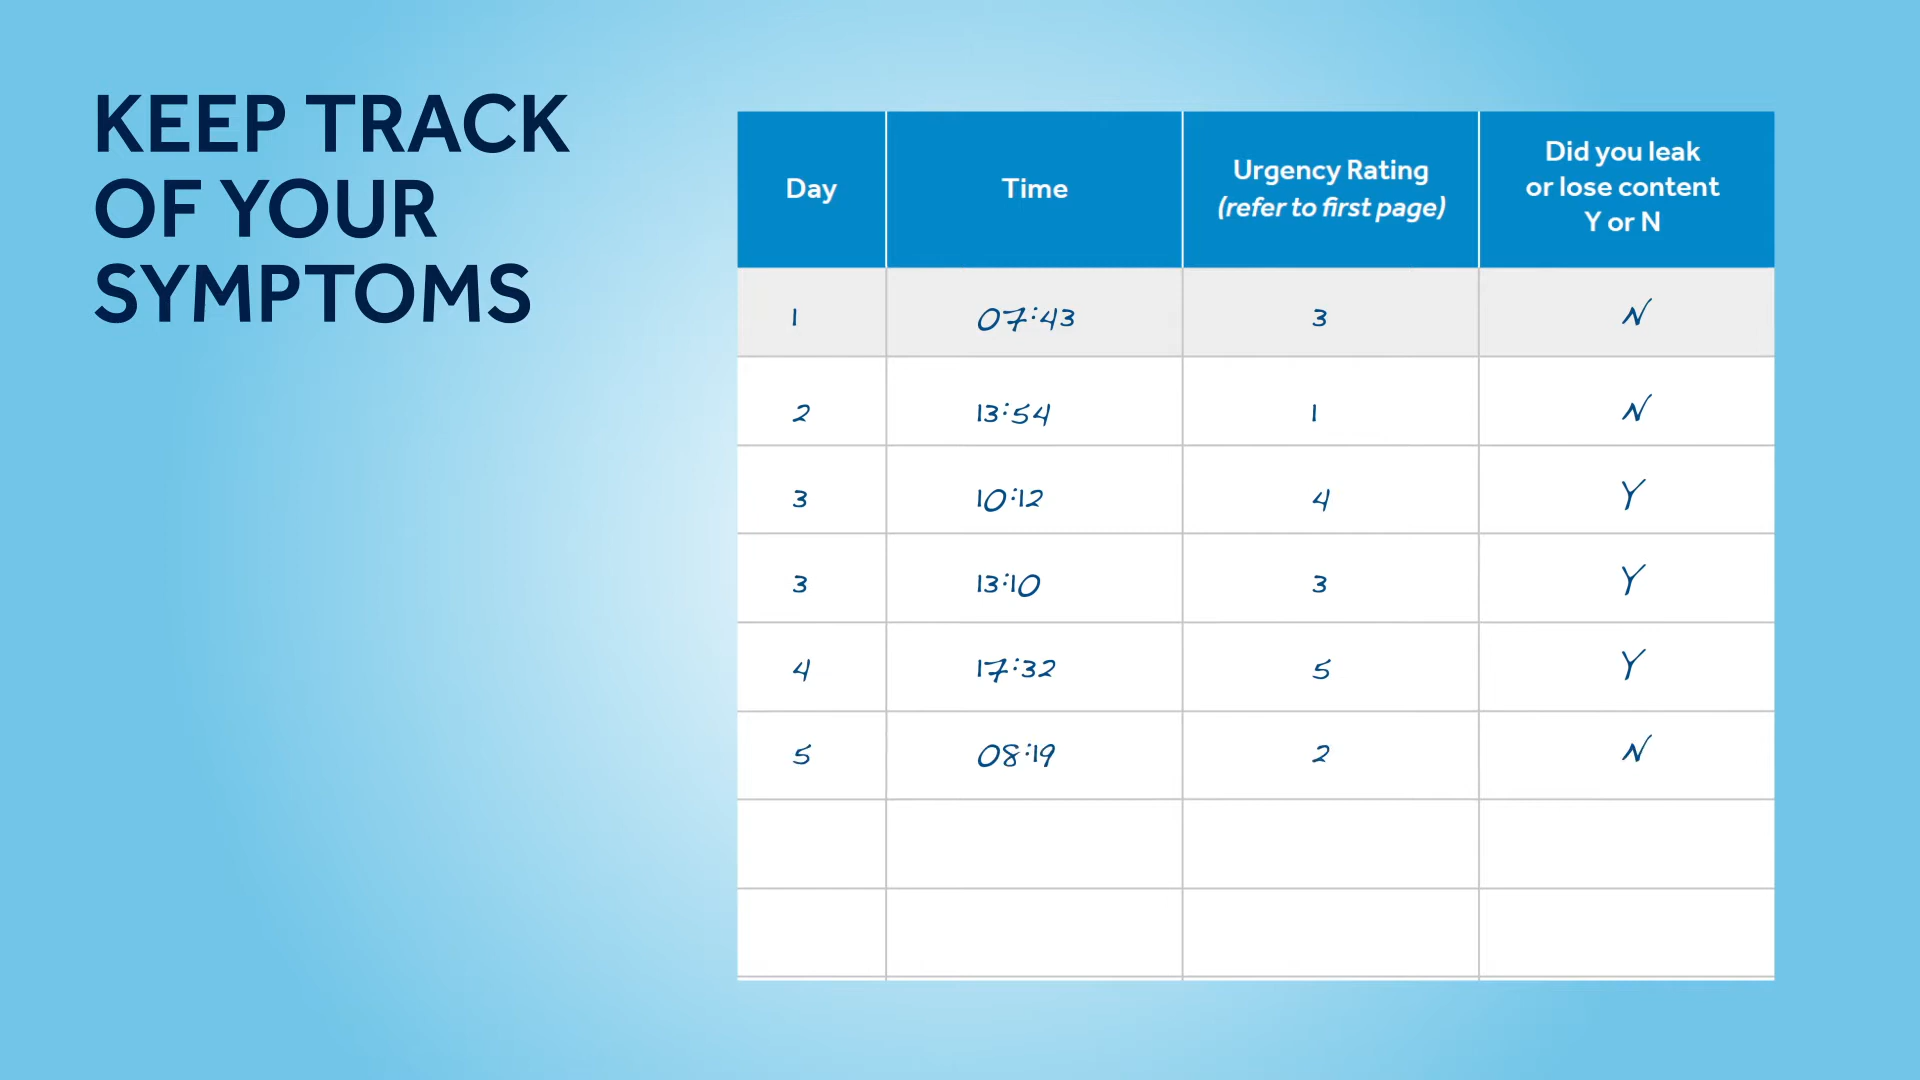 KEEP TRACK
OF YOUR
SYMPTOMS
Day Time Urgency Rating (refer to first page) Did you leak or lose content Y or N
1 07:43 3 N
2 13:54 1 N
3 10:12 4 Y
3 13:10 3 Y
4 17:32 5 Y
5 08:19 2 N